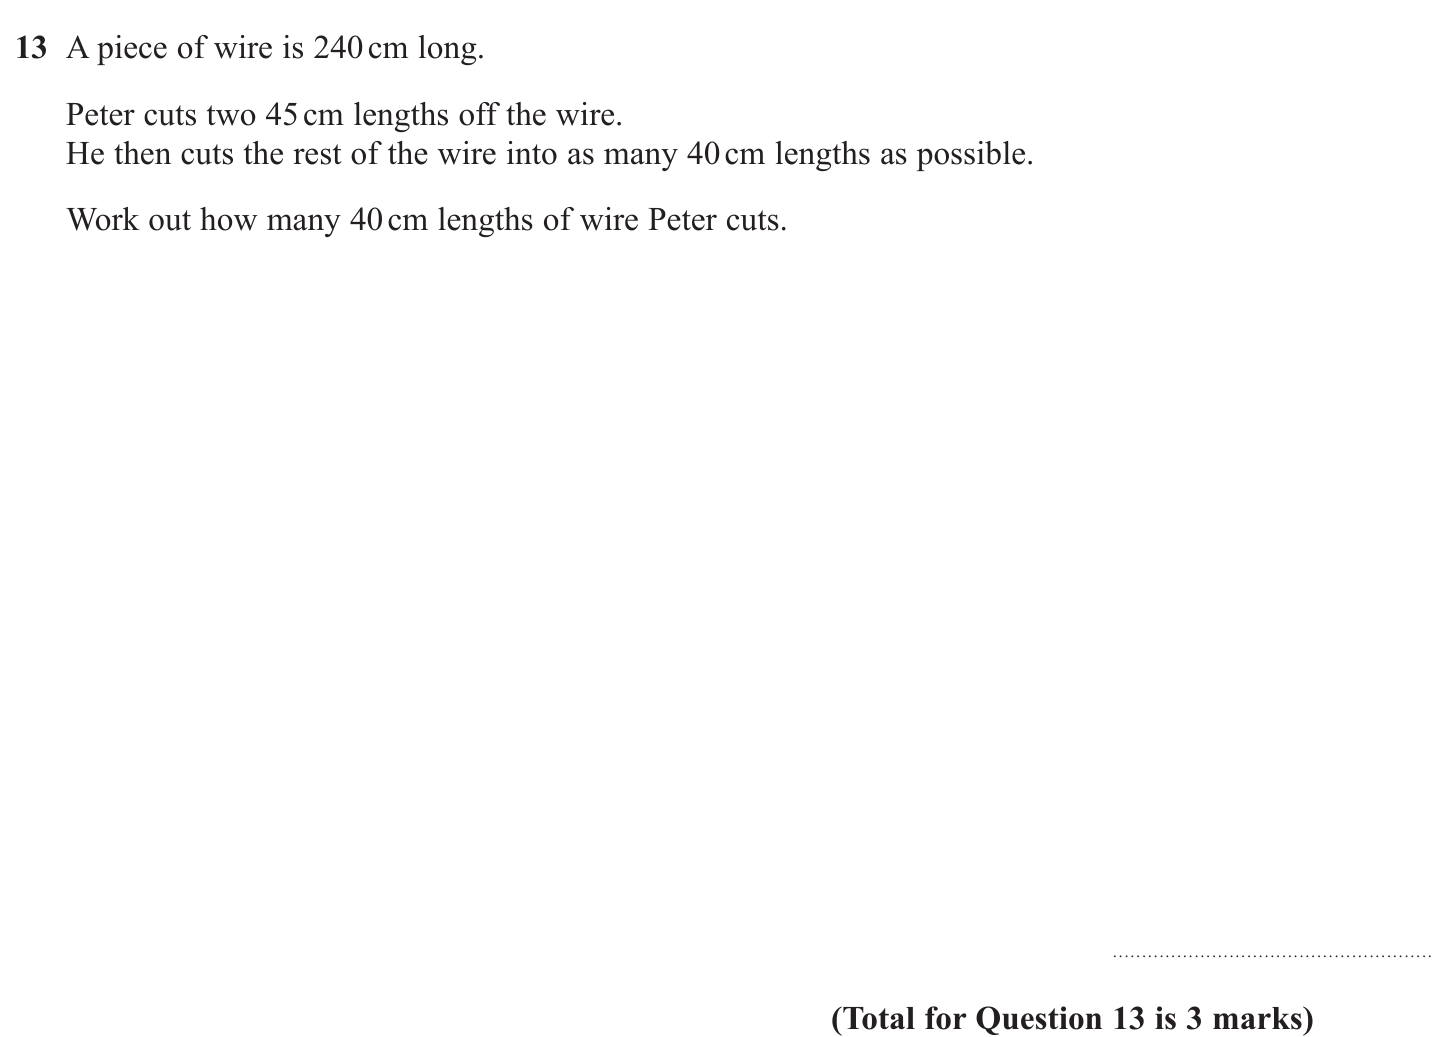 13 A piece of wire is 240 cm long.
Peter cuts two 45 cm lengths off the wire.
He then cuts the rest of the wire into as many 40 cm lengths as possible.
Work out how many 40 cm lengths of wire Peter cuts.
(Total for Question 13 is 3 marks)